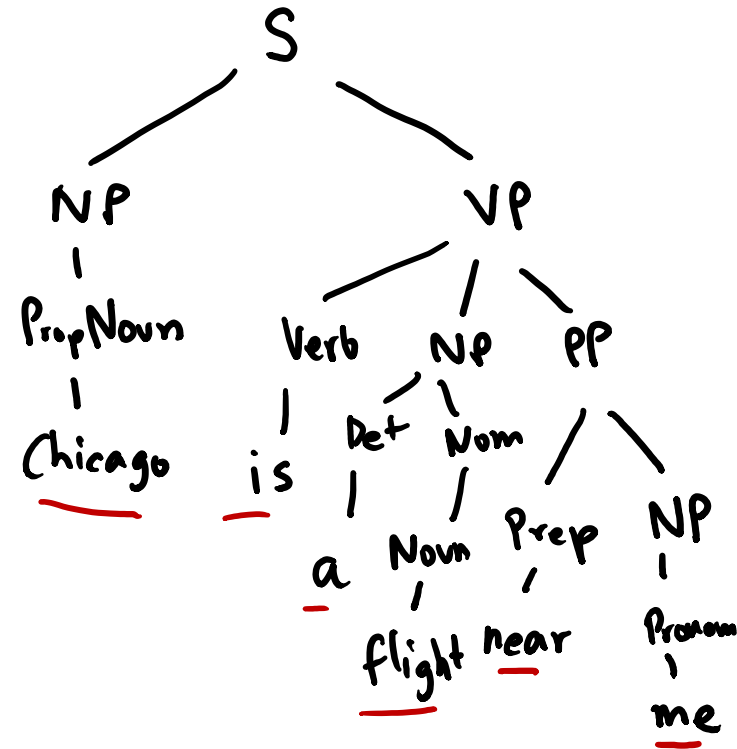 S
NP VP
PropNoun Verb NP PP
Chicago is Det Nom
a Noun Prep NP
flight near Pronoun
me